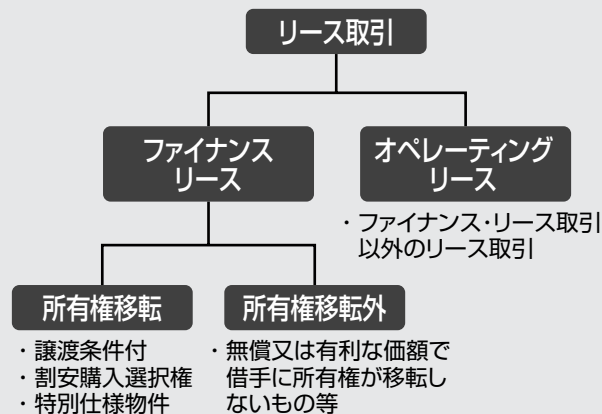 リース取引
ファイナンス
リース
オペレーティング
リース
・ファイナンス・リース取引
以外のリース取引
所有権移転
・譲渡条件付
・割安購入選択権
・特別仕様物件
所有権移転外
・無償又は有利な価額で
借手に所有権が移転し
ないもの等